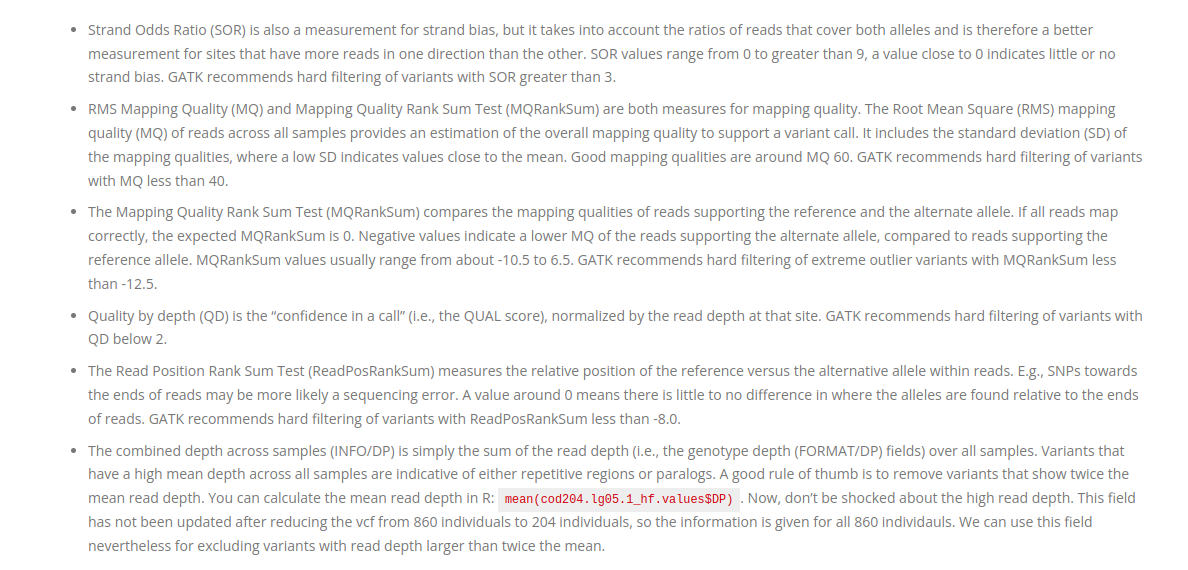 • Strand Odds Ratio (SOR) is also a measurement for strand bias, but it takes into account the ratios of reads that cover both alleles and is therefore a better
measurement for sites that have more reads in one direction than the other. SOR values range from 0 to greater than 9, a value close to 0 indicates little or no
strand bias. GATK recommends hard filtering of variants with SOR greater than 3.
• RMS Mapping Quality (MQ) and Mapping Quality Rank Sum Test (MQRankSum) are both measures for mapping quality. The Root Mean Square (RMS) mapping
quality (MQ) of reads across all samples provides an estimation of the overall mapping quality to support a variant call. It includes the standard deviation (SD) of
the mapping qualities, where a low SD indicates values close to the mean. Good mapping qualities are around MQ 60. GATK recommends hard filtering of variants
with MQ less than 40.
• The Mapping Quality Rank Sum Test (MQRankSum) compares the mapping qualities of reads supporting the reference and the alternate allele. If all reads map
correctly, the expected MQRankSum is 0. Negative values indicate a lower MQ of the reads supporting the alternate allele, compared to reads supporting the
reference allele. MQRankSum values usually range from about -10.5 to 6.5. GATK recommends hard filtering of extreme outlier variants with MQRankSum less
than -12.5.
• Quality by depth (QD) is the “confidence in a call” (i.e., the QUAL score), normalized by the read depth at that site. GATK recommends hard filtering of variants with
QD below 2.
• The Read Position Rank Sum Test (ReadPosRankSum) measures the relative position of the reference versus the alternative allele within reads. E.g., SNPs towards
the ends of reads may be more likely a sequencing error. A value around 0 means there is little to no difference in where the alleles are found relative to the ends
of reads. GATK recommends hard filtering of variants with ReadPosRankSum less than -8.0.
• The combined depth across samples (INFO/DP) is simply the sum of the read depth (i.e., the genotype depth (FORMAT/DP) fields) over all samples. Variants that
have a high mean depth across all samples are indicative of either repetitive regions or paralogs. A good rule of thumb is to remove variants that show twice the
mean read depth. You can calculate the mean read depth in R: mean(cod204.lg05.1_hf.values$DP) . Now, don’t be shocked about the high read depth. This field
has not been updated after reducing the vcf from 860 individuals to 204 individuals, so the information is given for all 860 individauls. We can use this field
nevertheless for excluding variants with read depth larger than twice the mean.